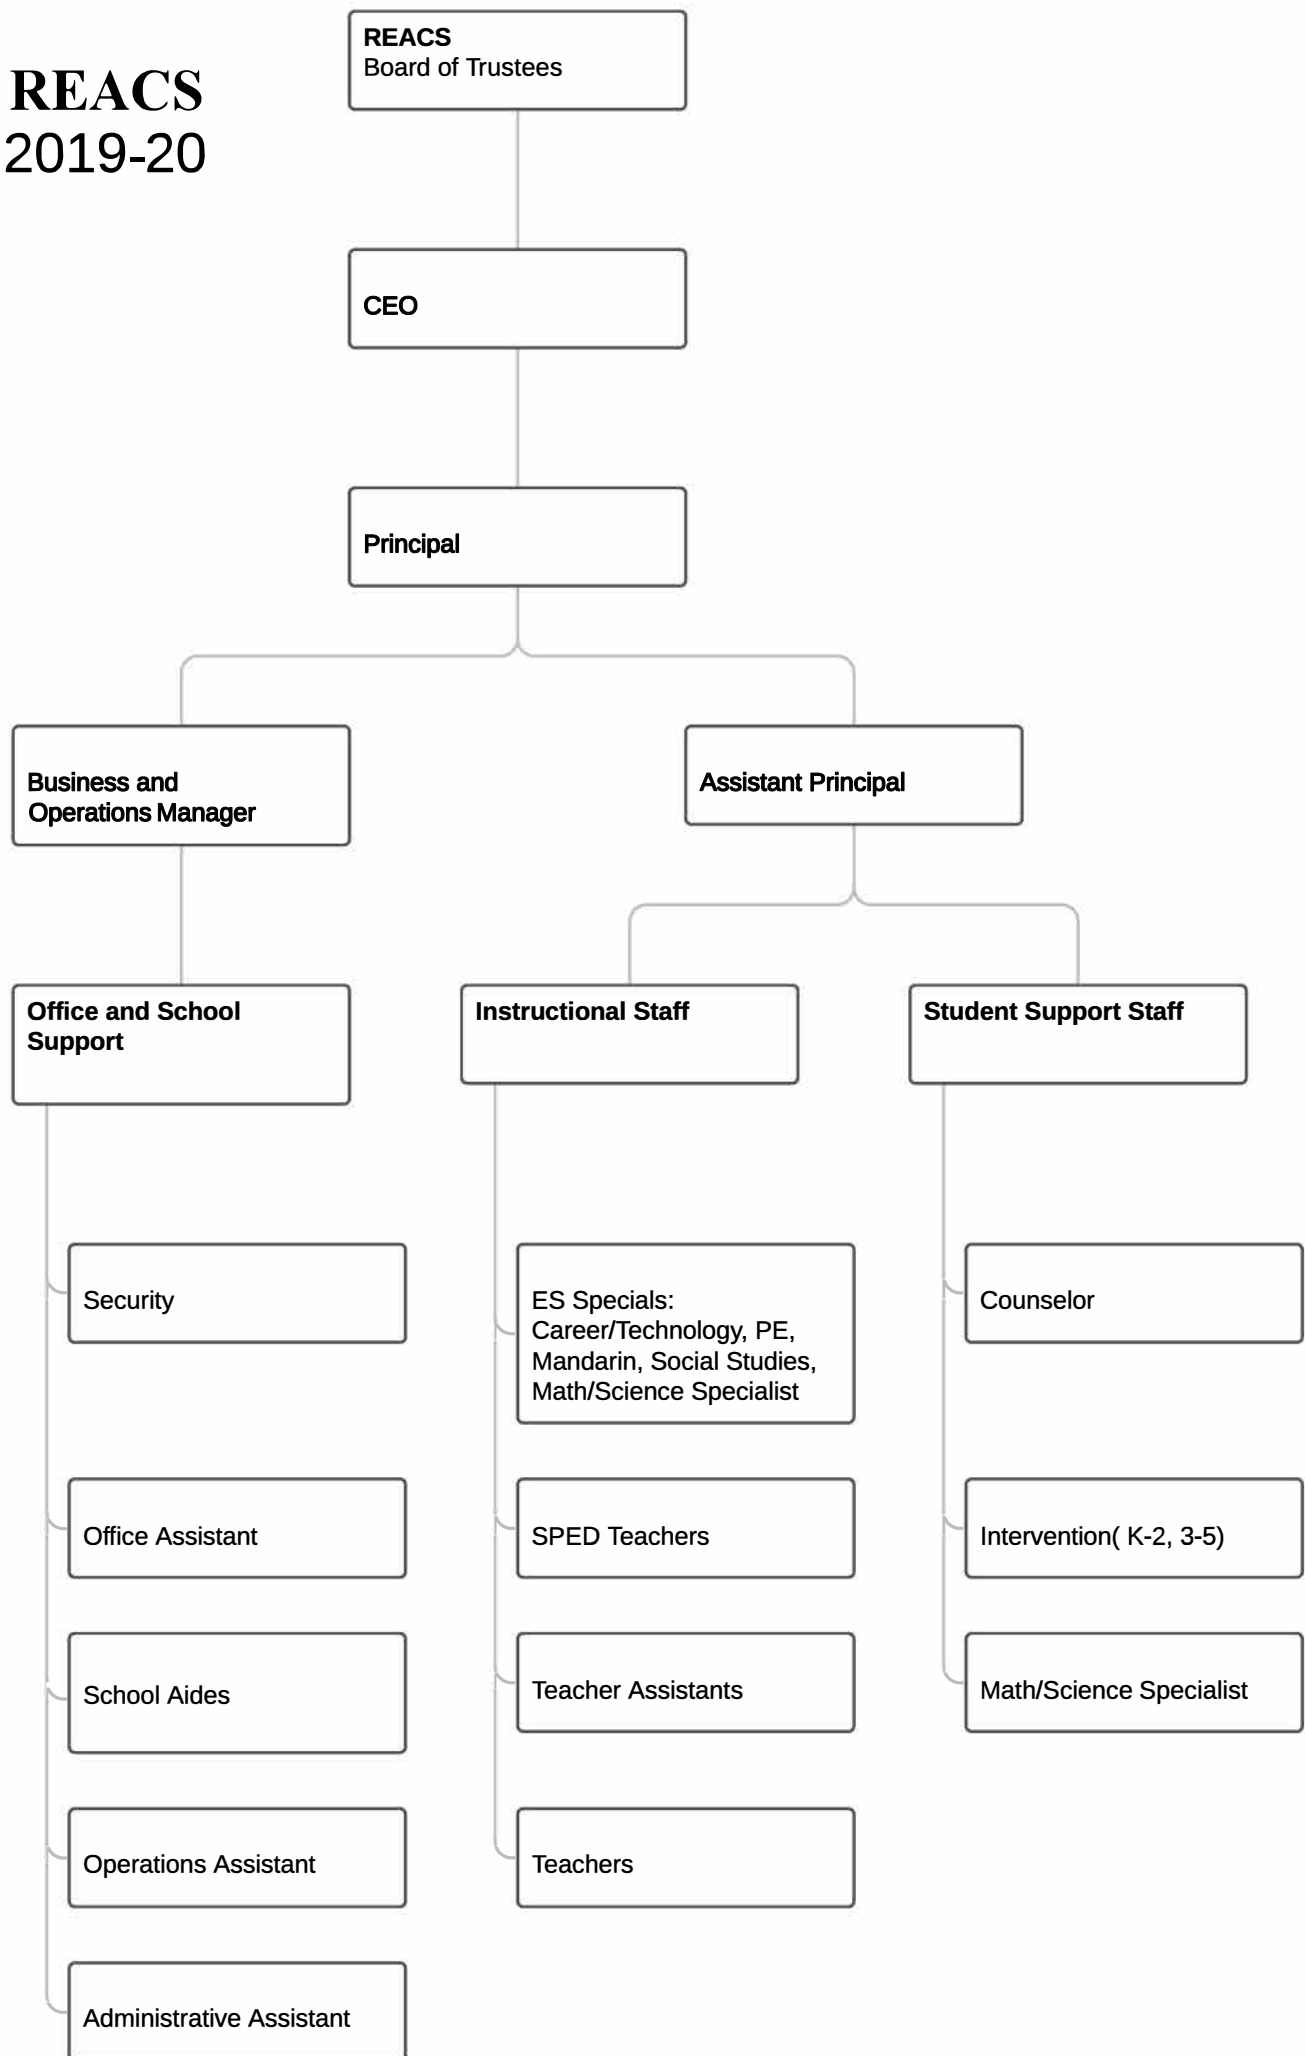 REACS
2019-20
REACS
Board of Trustees
CEO
Principal
Business and
Operations Manager
Assistant Principal
Office and School
Support
Instructional Staff
Student Support Staff
Security
Office Assistant
School Aides
Operations Assistant
Administrative Assistant
ES Specials:
Career/Technology, PE,
Mandarin, Social Studies,
Math/Science Specialist
SPED Teachers
Teacher Assistants
Teachers
Counselor
Intervention( K-2, 3-5)
Math/Science Specialist